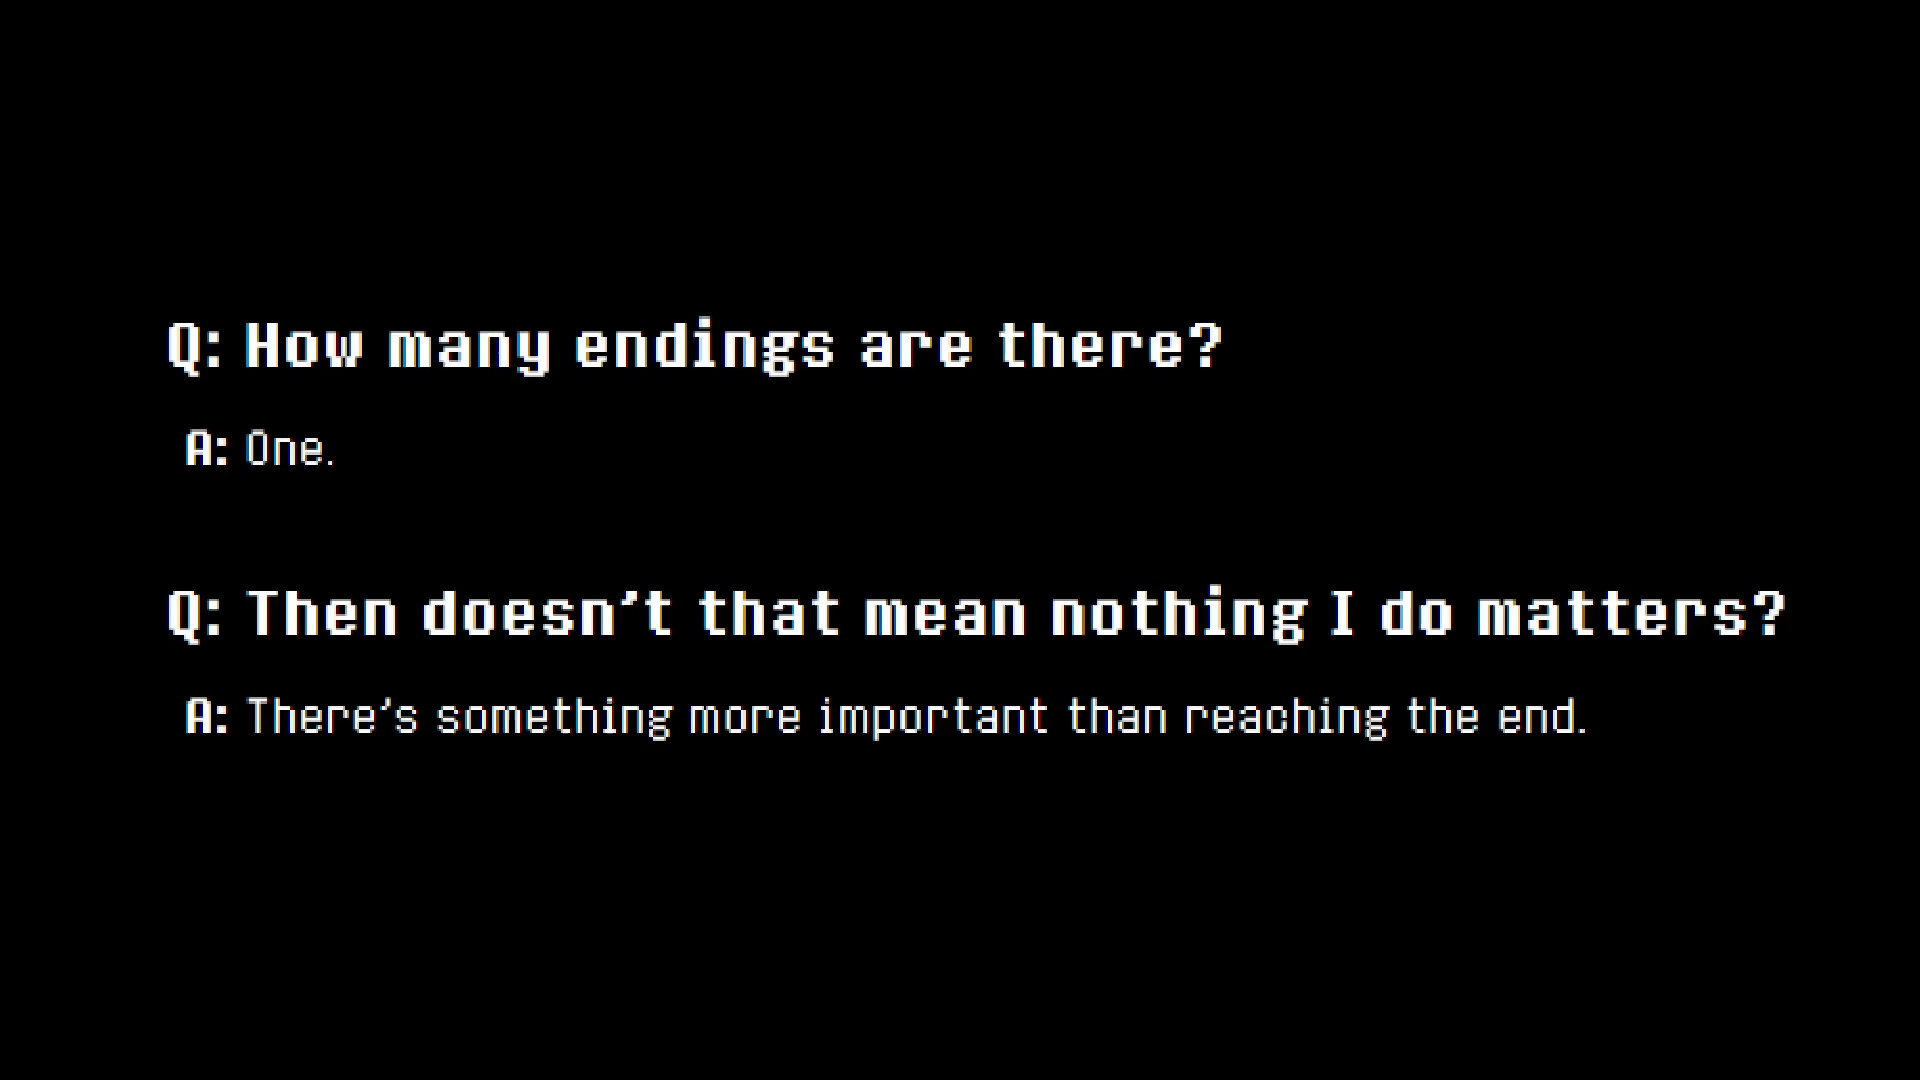 Q: How many endings are there?
A: One.
Q: Then doesn't that mean nothing I do matters?
A: There's something more important than reaching the end.